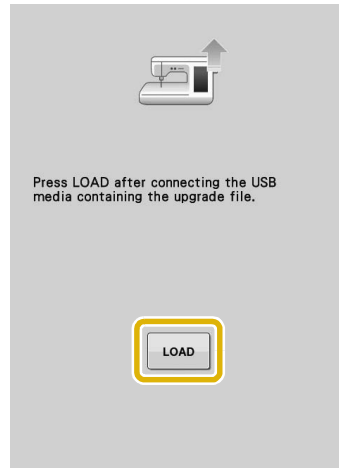 Press LOAD after connecting the USB
media containing the upgrade file.
LOAD